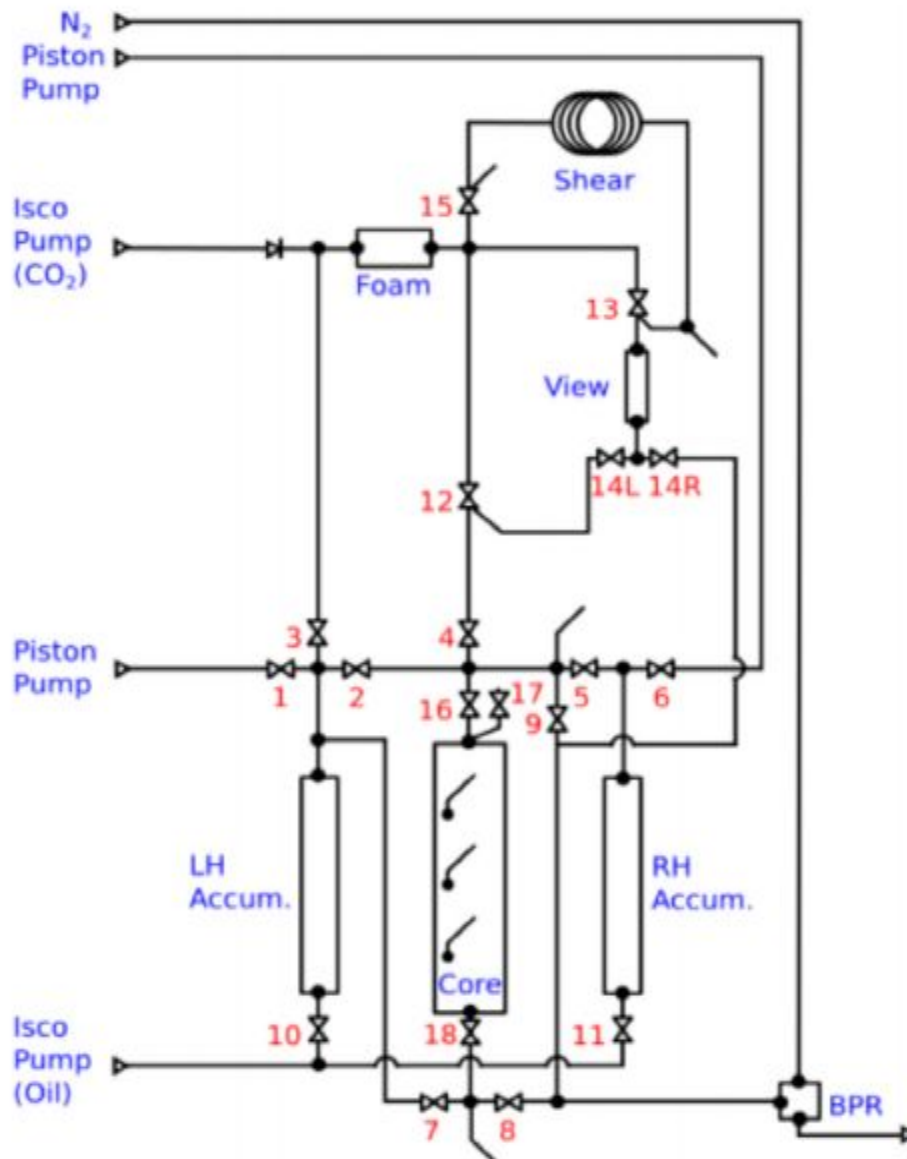 N₂
Piston
Pump
Shear
15
Isco
Pump
(CO₂)
Foam
13
View
14L 14R
12
3
4
Piston
Pump
1
2
16
17
9
5
6
LH
Accum.
RH
Accum.
Core
10
18
11
Isco
Pump
(Oil)
7
8
BPR